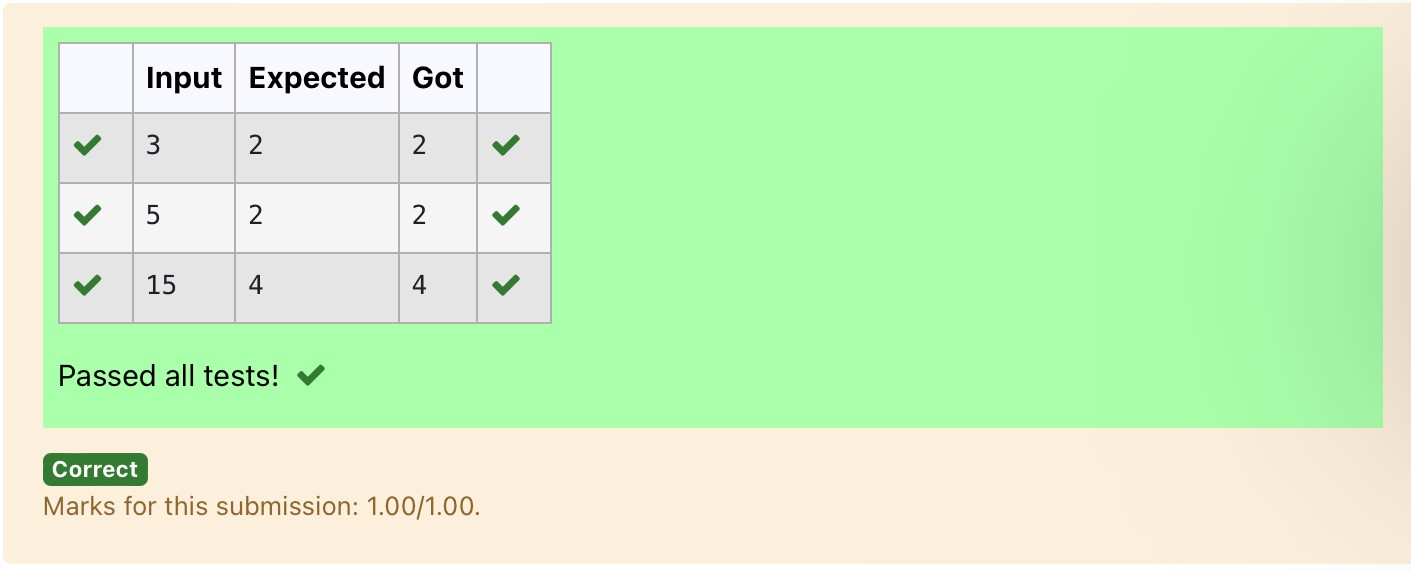 Input Expected Got
3 2 2
5 2 2
15 4 4
Passed all tests!
Correct
Marks for this submission: 1.00/1.00.